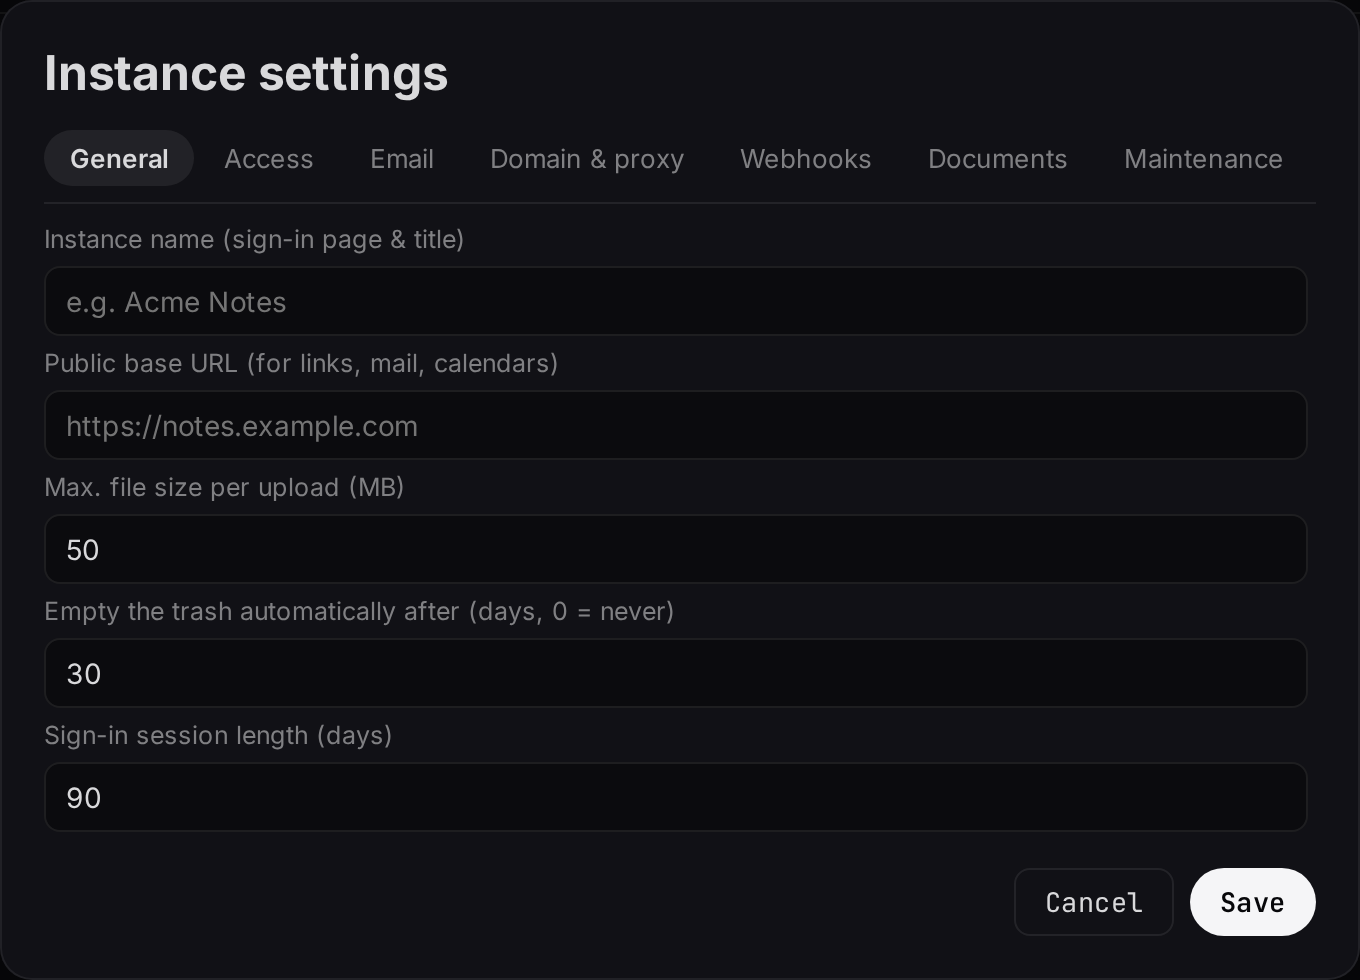 Instance settings
General Access Email Domain & proxy Webhooks Documents Maintenance
Instance name (sign-in page & title)
e.g. Acme Notes
Public base URL (for links, mail, calendars)
https://notes.example.com
Max. file size per upload (MB)
50
Empty the trash automatically after (days, 0 = never)
30
Sign-in session length (days)
90
Cancel Save